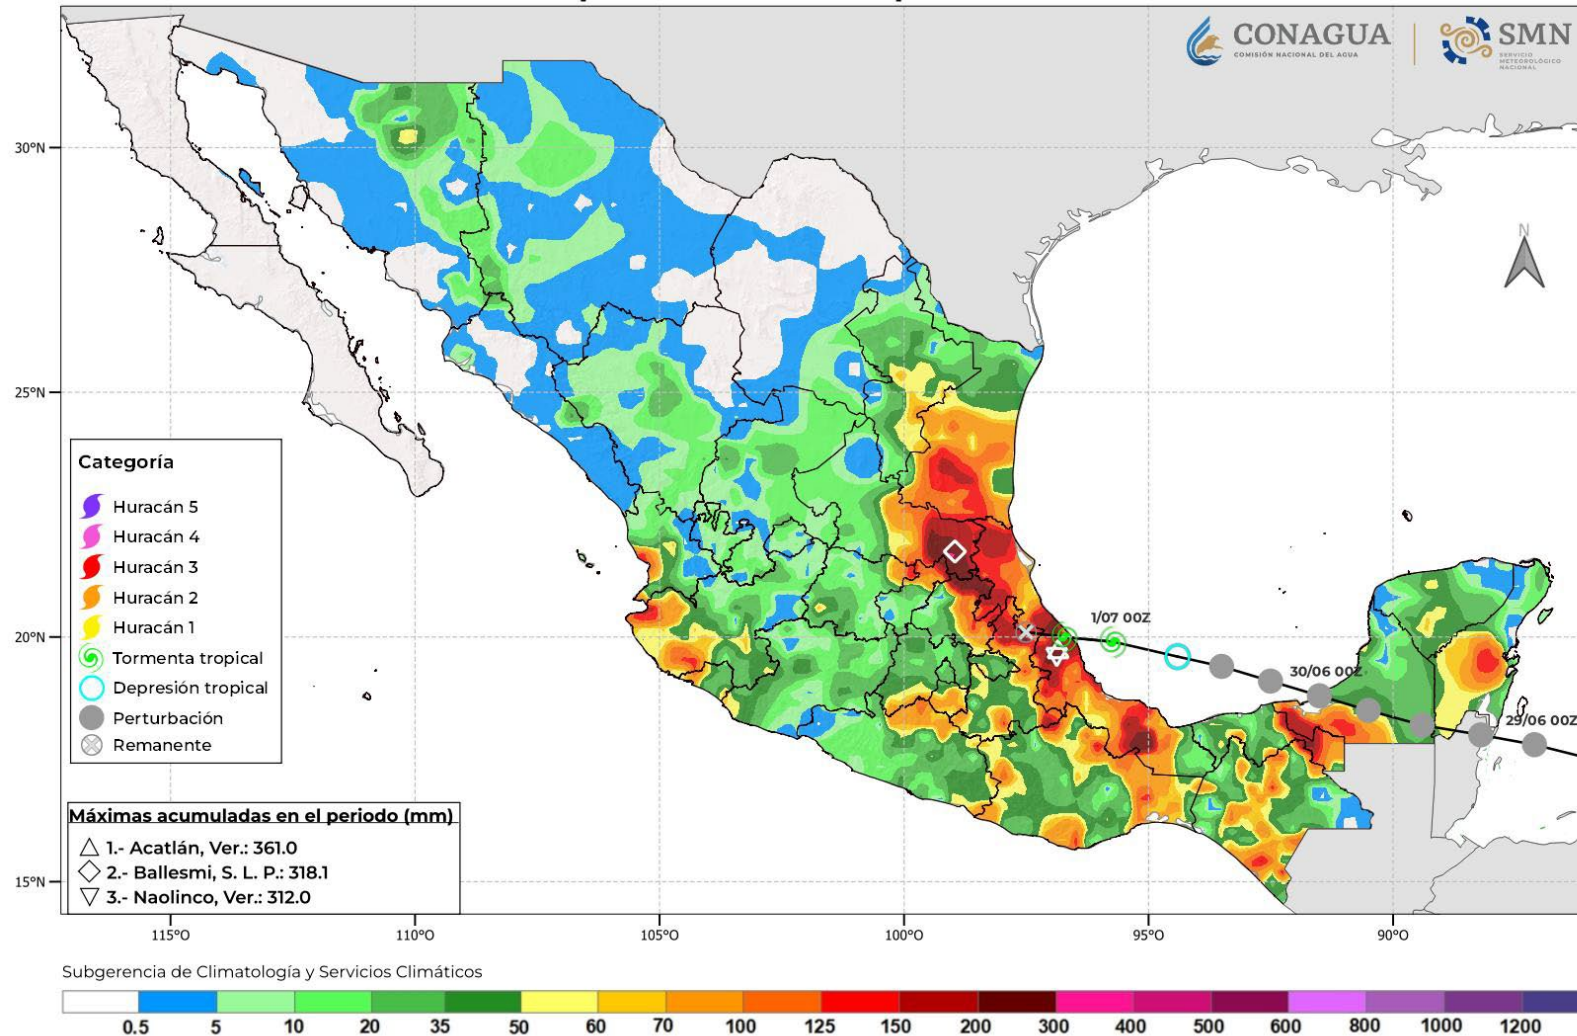 CONAGUA
COMISIÓN NACIONAL DEL AGUA
SMN
SERVICIO
METEOROLÓGICO
NACIONAL
N
30°N
25°N
20°N
15°N
Categoría
Huracán 5
Huracán 4
Huracán 3
Huracán 2
Huracán 1
Tormenta tropical
Depresión tropical
Perturbación
Remanente
1/07 00Z
30/06 00Z
29/06 00Z
Máximas acumuladas en el periodo (mm)
1.- Acatlán, Ver.: 361.0
2.- Ballesmi, S. L. P.: 318.1
3.- Naolinco, Ver.: 312.0
115°O 110°O 105°O 100°O 95°O 90°O
Subgerencia de Climatología y Servicios Climáticos
0.5 5 10 20 35 50 60 70 100 125 150 200 300 400 500 600 800 1000 1200